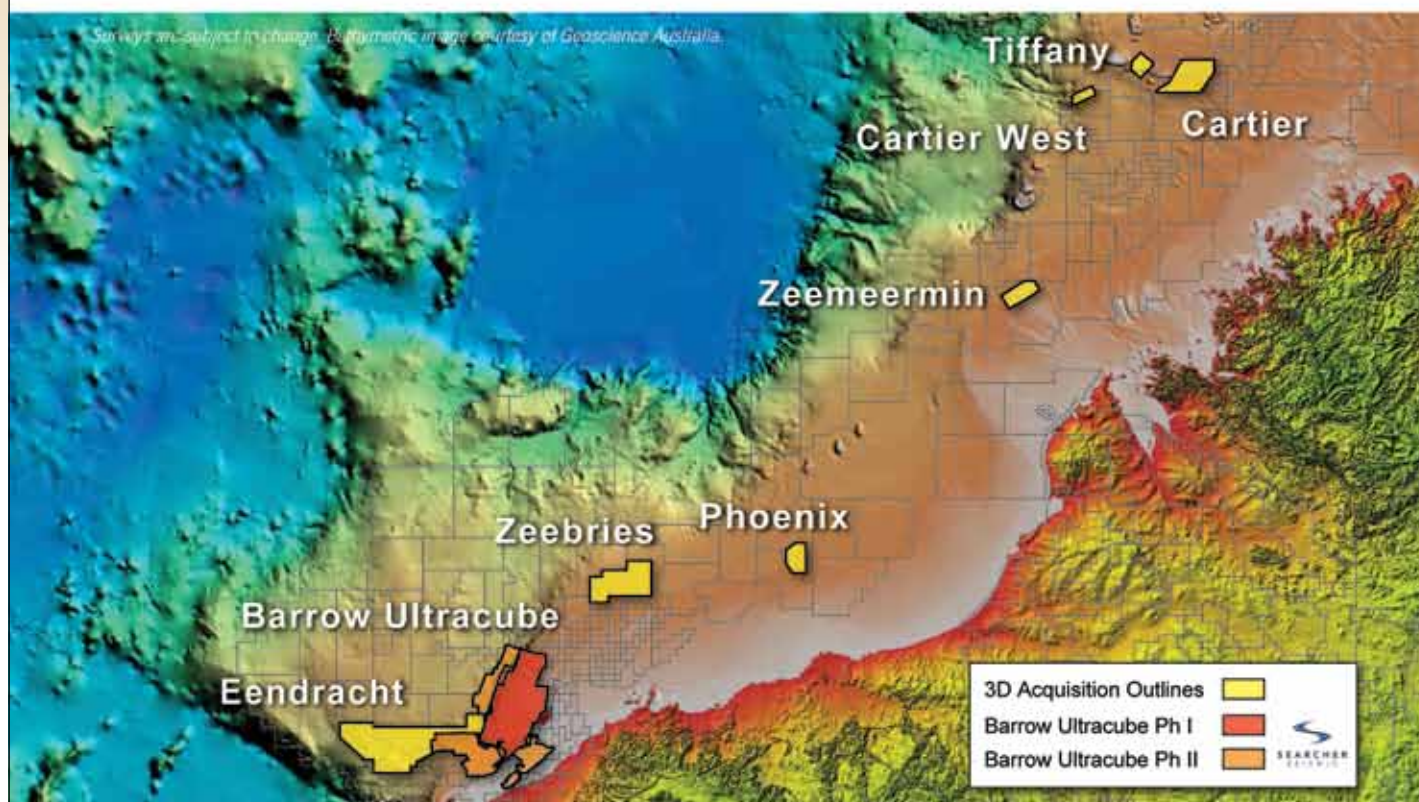 Surveys are subject to change. Bathymetric image courtesy of Geoscience Australia.
Tiffany
Cartier West
Cartier
Zeemeermin
Phoenix
Zeebries
Barrow Ultracube
Eendracht
3D Acquisition Outlines
Barrow Ultracube Ph I
Barrow Ultracube Ph II
SEARCHER
SEISMIC